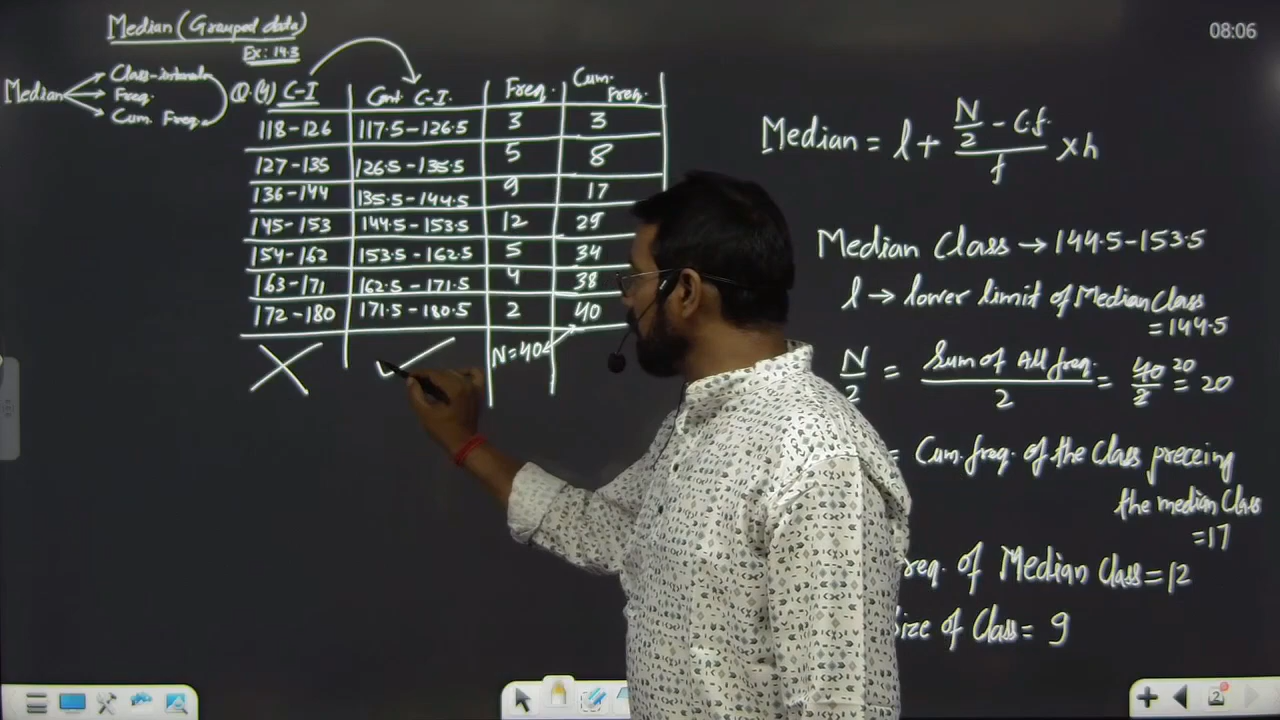 Median (Grouped data)
Ex: 14.3
08:06
Median
Class-interval
Freq.
Cum. Freq.
Q.(4) C-I Cont. C-I. Freq. Cum. Freq.
118-126 117.5-126.5 3 3
127-135 126.5-135.5 5 8
136-144 135.5-144.5 9 17
145-153 144.5-153.5 12 29
154-162 153.5-162.5 5 34
163-171 162.5-171.5 4 38
172-180 171.5-180.5 2 40
N=40
Median = l + N/2 - C.f / f × h
Median Class → 144.5-153.5
l → lower limit of Median Class
= 144.5
N/2 = Sum of All freq. / 2 = 40/2 20 = 20
= Cum. freq. of the Class preceing
the median Class
= 17
req. of Median Class = 12
size of Class = 9
2